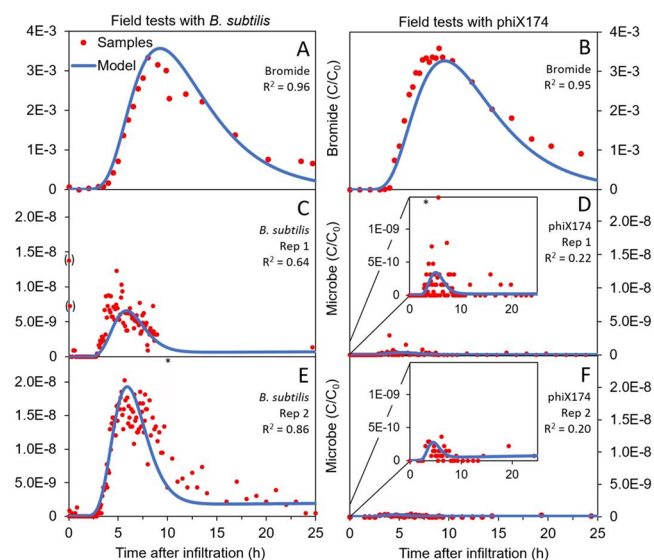 Field tests with B. subtilis
Field tests with phiX174
4E-3
3E-3
2E-3
1E-3
0
Samples
Model
A
Bromide
R² = 0.96
B
Bromide
R² = 0.95
Bromide (C/C₀)
4E-3
3E-3
2E-3
1E-3
0
2.0E-8
1.5E-8
1.0E-8
5.0E-9
0
( )
( )
C
B. subtilis
Rep 1
R² = 0.64
Microbe (C/C₀)
1E-09
5E-10
0
0
10
20
*
D
phiX174
Rep 1
R² = 0.22
2.0E-8
1.5E-8
1.0E-8
5.0E-9
0
*
2.0E-8
1.5E-8
1.0E-8
5.0E-9
0
E
B. subtilis
Rep 2
R² = 0.86
Microbe (C/C₀)
1E-09
5E-10
0
0
10
20
F
phiX174
Rep 2
R² = 0.20
2.0E-8
1.5E-8
1.0E-8
5.0E-9
0
0 5 10 15 20 25
0 5 10 15 20 25
Time after infiltration (h)
Time after infiltration (h)